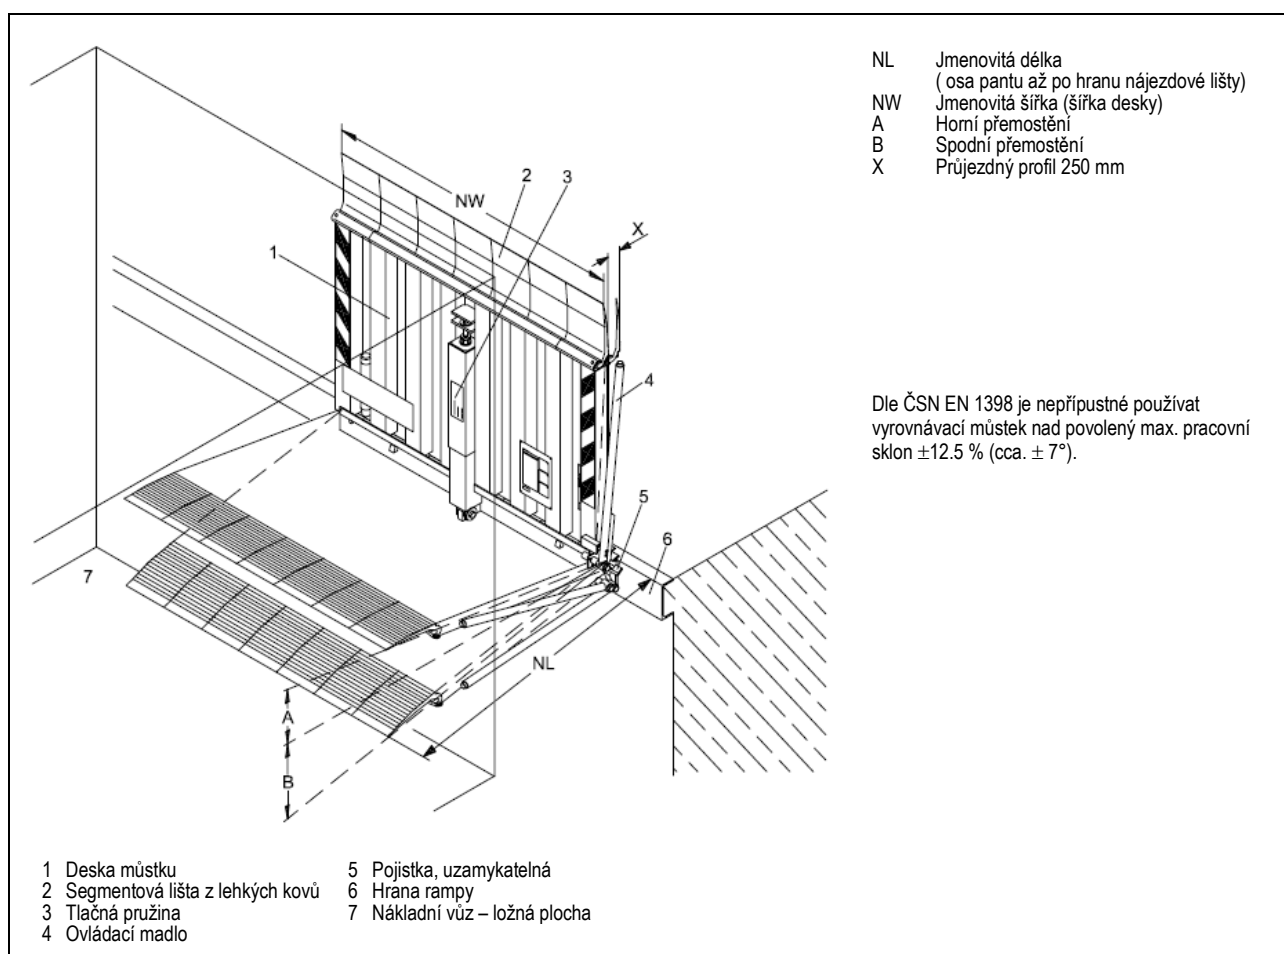 NL Jmenovitá délka
( osa pantu až po hranu nájezdové lišty)
NW Jmenovitá šířka (šířka desky)
A Horní přemostění
B Spodní přemostění
X Průjezdný profil 250 mm
NW
2
3
X
1
4
Dle ČSN EN 1398 je nepřípustné používat
vyrovnávací můstek nad povolený max. pracovní
sklon ±12.5 % (cca. ± 7°).
5
6
7
NL
A
B
1 Deska můstku
2 Segmentová lišta z lehkých kovů
3 Tlačná pružina
4 Ovládací madlo
5 Pojistka, uzamykatelná
6 Hrana rampy
7 Nákladní vůz – ložná plocha